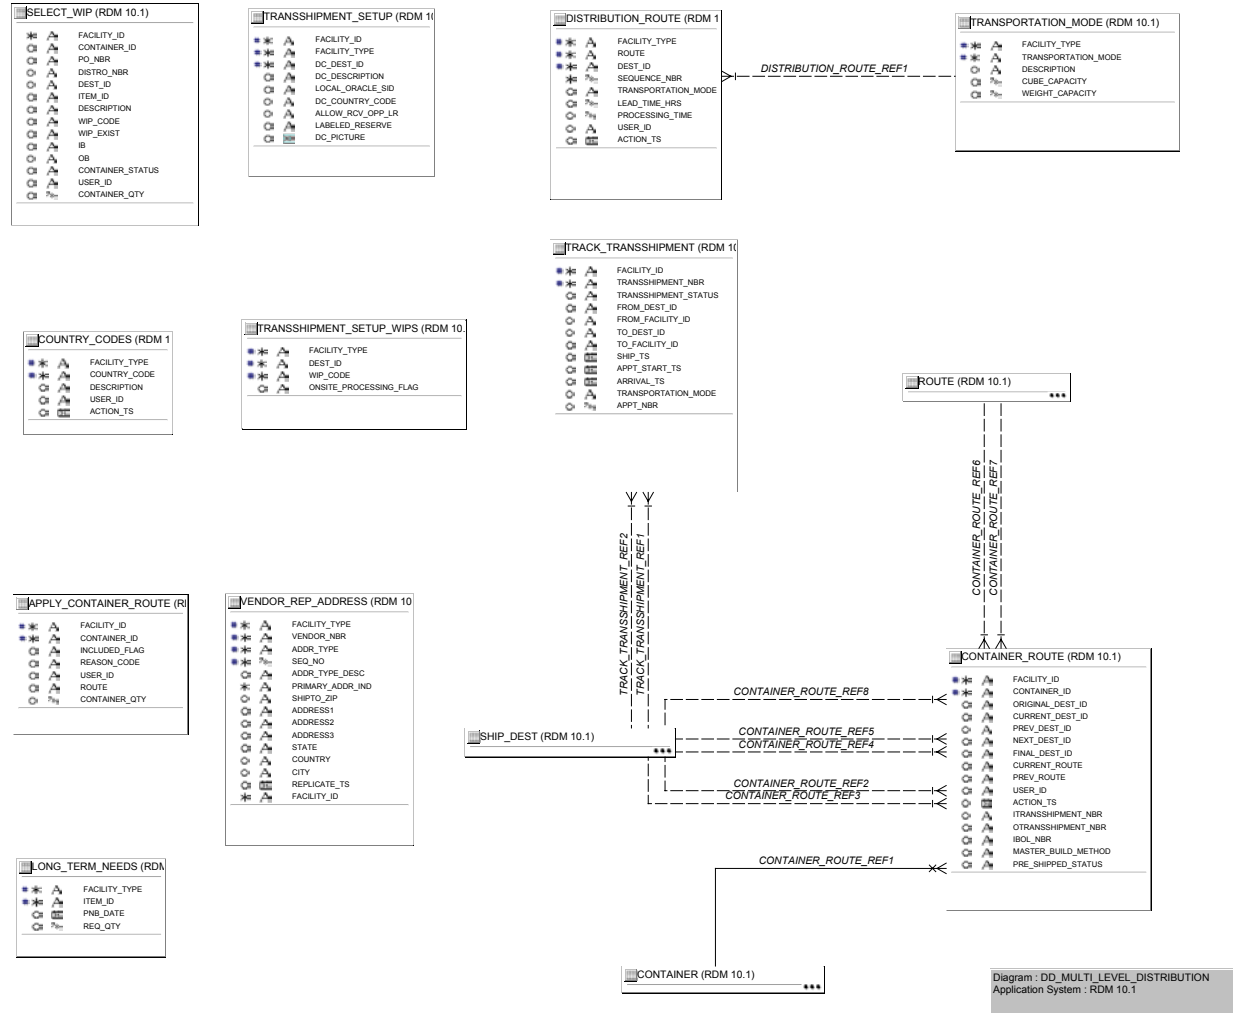 SELECT_WIP (RDM 10.1)
FACILITY_ID
CONTAINER_ID
PO_NBR
DISTRO_NBR
DEST_ID
ITEM_ID
DESCRIPTION
WIP_CODE
WIP_EXIST
IB
OB
CONTAINER_STATUS
USER_ID
CONTAINER_QTY
TRANSSHIPMENT_SETUP (RDM 10
FACILITY_ID
FACILITY_TYPE
DC_DEST_ID
DC_DESCRIPTION
LOCAL_ORACLE_SID
DC_COUNTRY_CODE
ALLOW_RCV_OPP_LR
LABELED_RESERVE
DC_PICTURE
DISTRIBUTION_ROUTE (RDM 1
FACILITY_TYPE
ROUTE
DEST_ID
SEQUENCE_NBR
TRANSPORTATION_MODE
LEAD_TIME_HRS
PROCESSING_TIME
USER_ID
ACTION_TS
DISTRIBUTION_ROUTE_REF1
TRANSPORTATION_MODE (RDM 10.1)
FACILITY_TYPE
TRANSPORTATION_MODE
DESCRIPTION
CUBE_CAPACITY
WEIGHT_CAPACITY
COUNTRY_CODES (RDM 1
FACILITY_TYPE
COUNTRY_CODE
DESCRIPTION
USER_ID
ACTION_TS
TRANSSHIPMENT_SETUP_WIPS (RDM 10.
FACILITY_TYPE
DEST_ID
WIP_CODE
ONSITE_PROCESSING_FLAG
TRACK_TRANSSHIPMENT (RDM 10
FACILITY_ID
TRANSSHIPMENT_NBR
TRANSSHIPMENT_STATUS
FROM_DEST_ID
FROM_FACILITY_ID
TO_DEST_ID
TO_FACILITY_ID
SHIP_TS
APPT_START_TS
ARRIVAL_TS
TRANSPORTATION_MODE
APPT_NBR
ROUTE (RDM 10.1)
CONTAINER_ROUTE_REF6
CONTAINER_ROUTE_REF7
TRACK_TRANSSHIPMENT_REF2
TRACK_TRANSSHIPMENT_REF1
APPLY_CONTAINER_ROUTE (RI
FACILITY_ID
CONTAINER_ID
INCLUDED_FLAG
REASON_CODE
USER_ID
ROUTE
CONTAINER_QTY
VENDOR_REP_ADDRESS (RDM 10
FACILITY_TYPE
VENDOR_NBR
ADDR_TYPE
SEQ_NO
ADDR_TYPE_DESC
PRIMARY_ADDR_IND
SHIPTO_ZIP
ADDRESS1
ADDRESS2
ADDRESS3
STATE
COUNTRY
CITY
REPLICATE_TS
FACILITY_ID
SHIP_DEST (RDM 10.1)
CONTAINER_ROUTE_REF8
CONTAINER_ROUTE_REF5
CONTAINER_ROUTE_REF4
CONTAINER_ROUTE_REF2
CONTAINER_ROUTE_REF3
CONTAINER_ROUTE_REF1
CONTAINER_ROUTE (RDM 10.1)
FACILITY_ID
CONTAINER_ID
ORIGINAL_DEST_ID
CURRENT_DEST_ID
PREV_DEST_ID
NEXT_DEST_ID
FINAL_DEST_ID
CURRENT_ROUTE
PREV_ROUTE
USER_ID
ACTION_TS
ITRANSSHIPMENT_NBR
OTRANSSHIPMENT_NBR
IBOL_NBR
MASTER_BUILD_METHOD
PRE_SHIPPED_STATUS
LONG_TERM_NEEDS (RDM
FACILITY_TYPE
ITEM_ID
PNB_DATE
REQ_QTY
CONTAINER (RDM 10.1)
Diagram : DD_MULTI_LEVEL_DISTRIBUTION
Application System : RDM 10.1